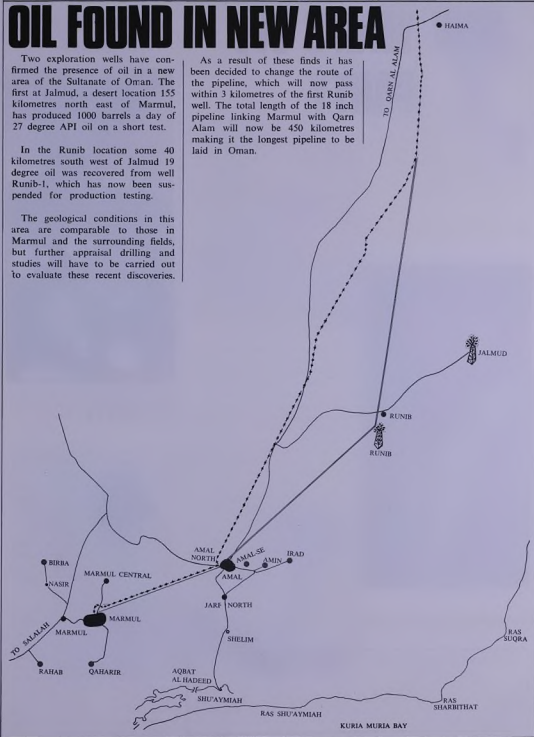 OIL FOUND IN NEW AREA
Two exploration wells have con-
firmed the presence of oil in a new
area of the Sultanate of Oman. The
first at Jalmud, a desert location 155
kilometres north east of Marmul,
has produced 1000 barrels a day of
27 degree API oil on a short test.
In the Runib location some 40
kilometres south west of Jalmud 19
degree oil was recovered from well
Runib-1, which has now been sus-
pended for production testing.
The geological conditions in this
area are comparable to those in
Marmul and the surrounding fields,
but further appraisal drilling and
studies will have to be carried out
to evaluate these recent discoveries.
As a result of these finds it has
been decided to change the route of
the pipeline, which will now pass
within 3 kilometres of the first Runib
well. The total length of the 18 inch
pipeline linking Marmul with Qarn
Alam will now be 450 kilometres
making it the longest pipeline to be
laid in Oman.
HAIMA
TO QARN AL ALAM
JALMUD
RUNIB
RUNIB
AMAL
NORTH
AMAL-SE
AMIN
IRAD
AMAL
BIRBA
NASIR
MARMUL CENTRAL
MARMUL
MARMUL
JARF NORTH
TO SALALAH
SHELIM
RAHAB
QAHARIR
AQBAT
AL HADEED
SHU'AYMIAH
RAS SHU'AYMIAH
RAS
SUQRA
RAS
SHARBITHAT
KURIA MURIA BAY